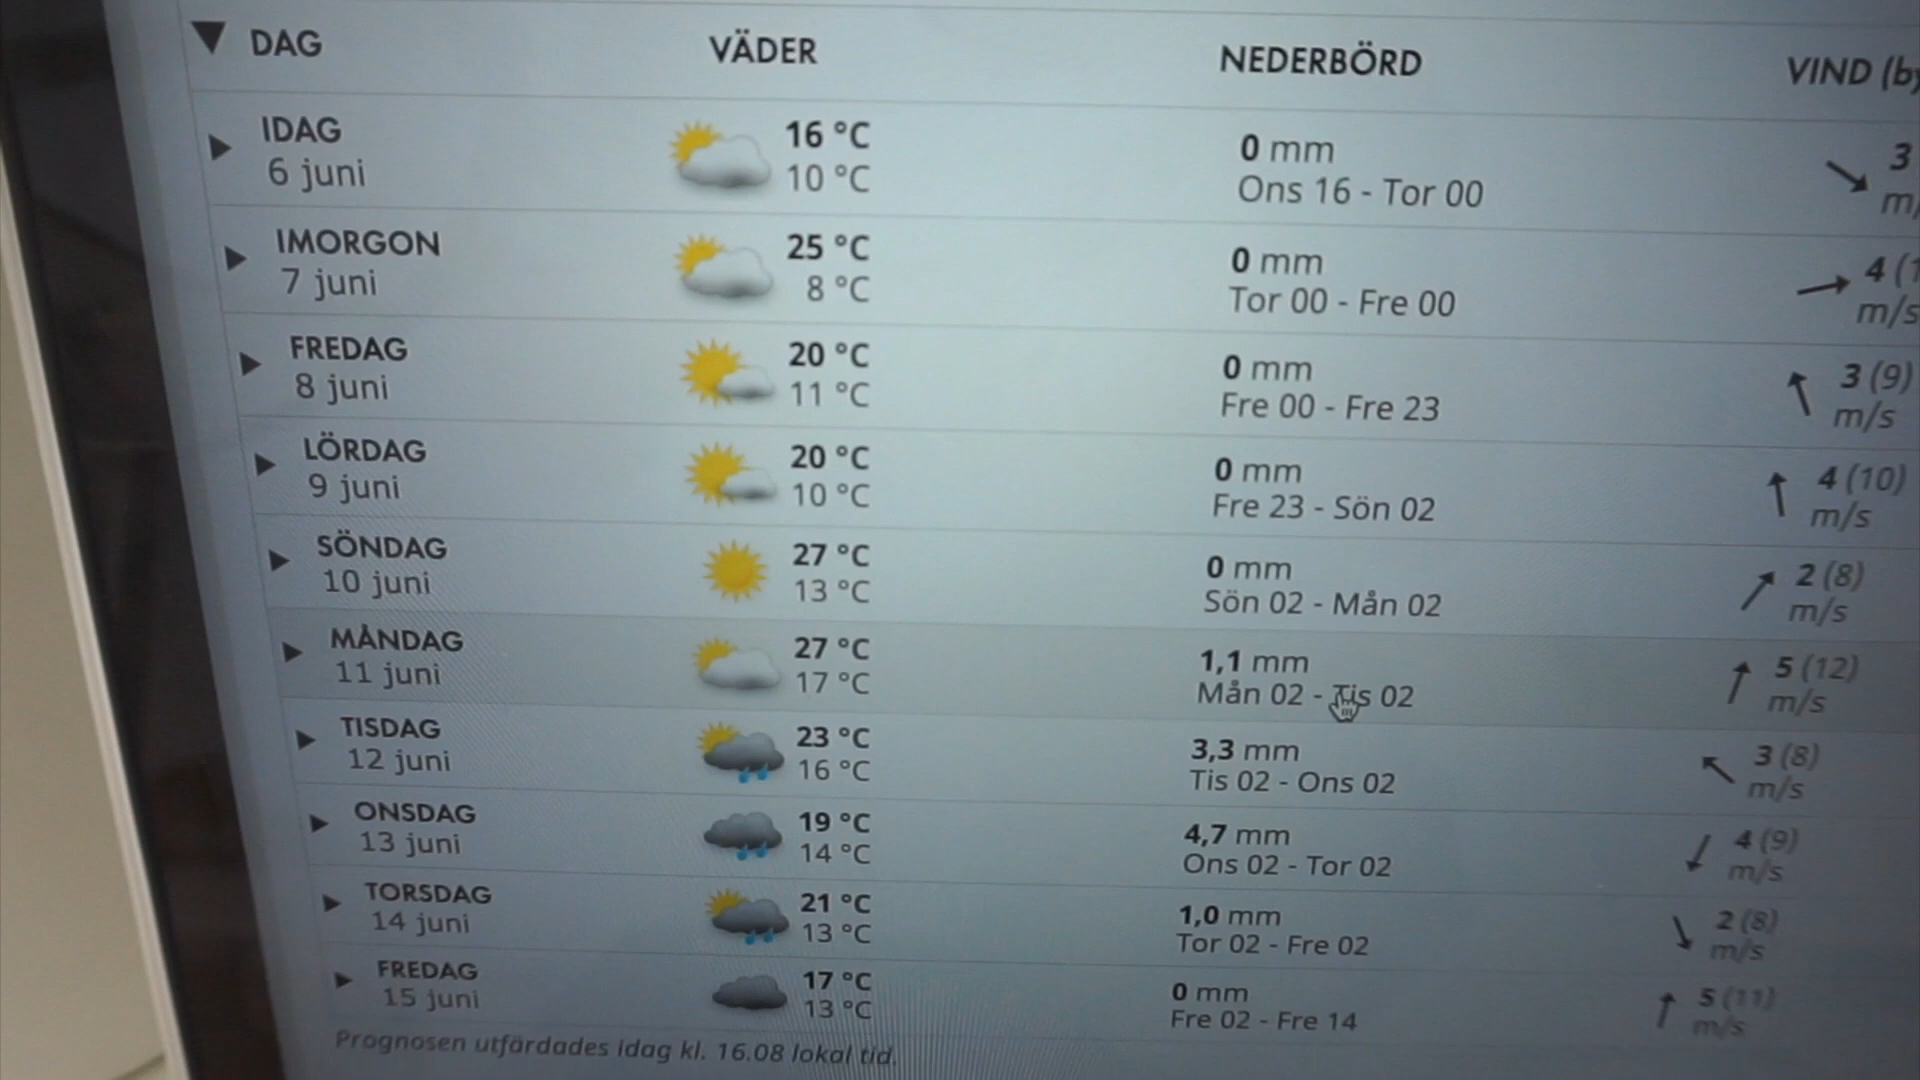 DAG VÄDER NEDERBÖRD VIND (by
IDAG 16 °C 0 mm 3
6 juni 10 °C Ons 16 - Tor 00 m/
IMORGON 25 °C 0 mm 4 (1
7 juni 8 °C Tor 00 - Fre 00 m/s
FREDAG 20 °C 0 mm 3 (9)
8 juni 11 °C Fre 00 - Fre 23 m/s
LÖRDAG 20 °C 0 mm 4 (10)
9 juni 10 °C Fre 23 - Sön 02 m/s
SÖNDAG 27 °C 0 mm 2 (8)
10 juni 13 °C Sön 02 - Mån 02 m/s
MÅNDAG 27 °C 1,1 mm 5 (12)
11 juni 17 °C Mån 02 - Tis 02 m/s
TISDAG 23 °C 3,3 mm 3 (8)
12 juni 16 °C Tis 02 - Ons 02 m/s
ONSDAG 19 °C 4,7 mm 4 (9)
13 juni 14 °C Ons 02 - Tor 02 m/s
TORSDAG 21 °C 1,0 mm 2 (8)
14 juni 13 °C Tor 02 - Fre 02 m/s
FREDAG 17 °C 0 mm 5 (11)
15 juni 13 °C Fre 02 - Fre 14 m/s
Prognosen utfärdades idag kl. 16.08 lokal tid.